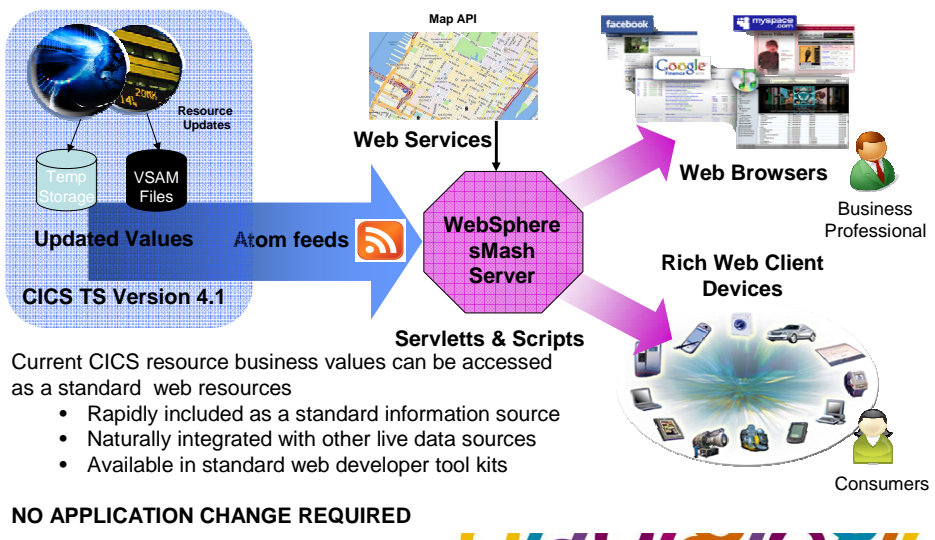 Map API
Resource
Updates
Temp
Storage
VSAM
Files
Updated Values
Atom feeds
CICS TS Version 4.1
Web Services
WebSphere
sMash
Server
Servletts & Scripts
facebook
myspace.com
Google
Finance
Web Browsers
Business
Professional
Rich Web Client
Devices
Consumers
Current CICS resource business values can be accessed
as a standard web resources
• Rapidly included as a standard information source
• Naturally integrated with other live data sources
• Available in standard web developer tool kits
NO APPLICATION CHANGE REQUIRED